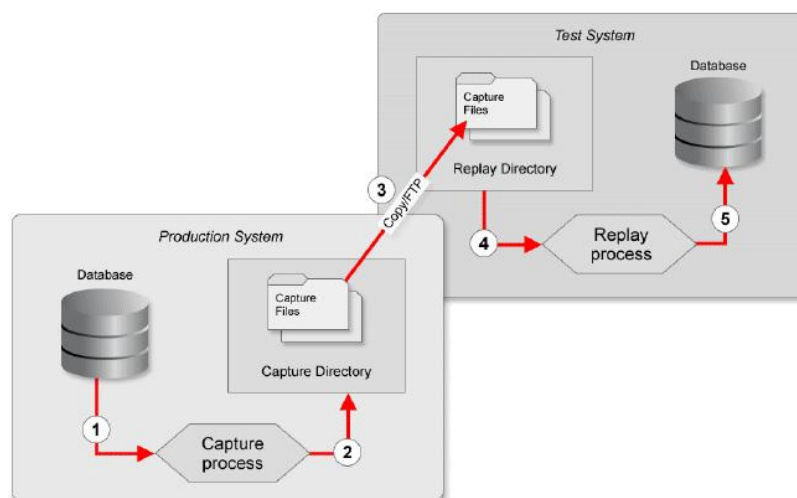 Test System
Database
Capture
Files
Replay Directory
3
Copy/FTP
4
Replay
process
5
Production System
Database
Capture
Files
Capture Directory
1
Capture
process
2